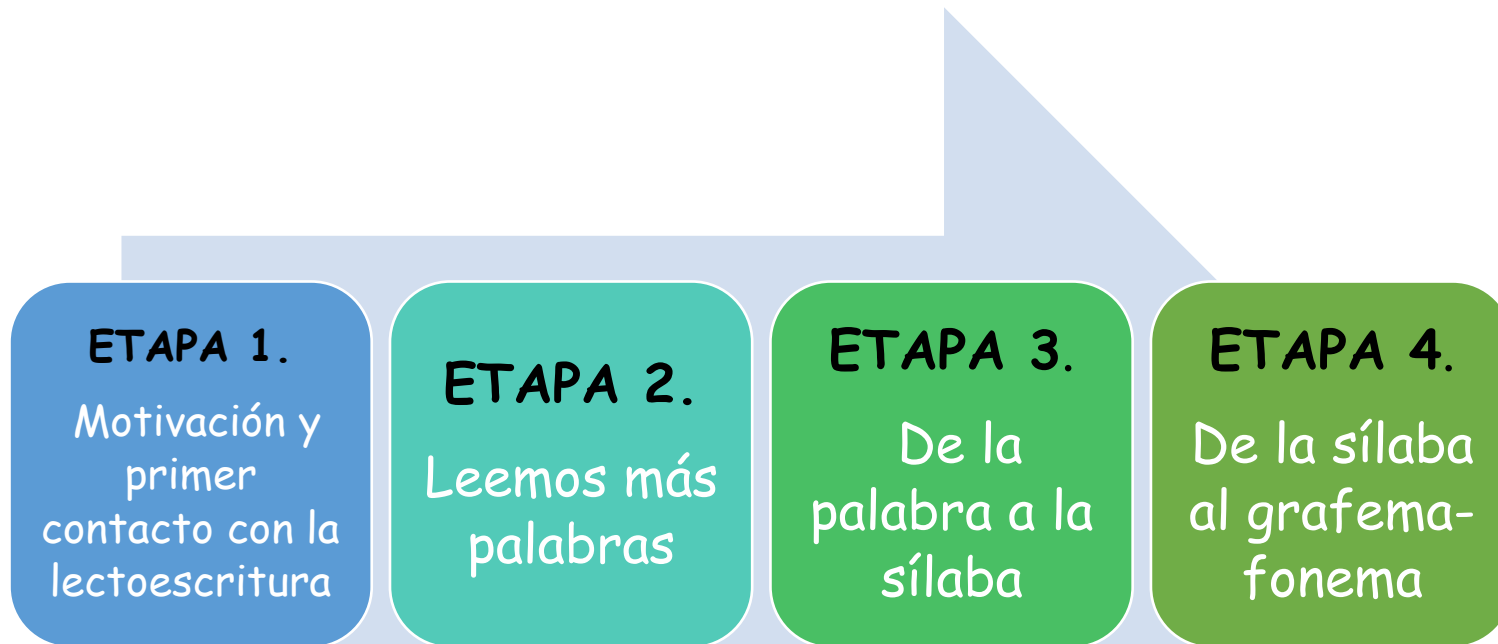 ETAPA 1.
Motivación y
primer
contacto con la
lectoescritura
ETAPA 2.
Leemos más
palabras
ETAPA 3.
De la
palabra a la
sílaba
ETAPA 4.
De la sílaba
al grafema-
fonema